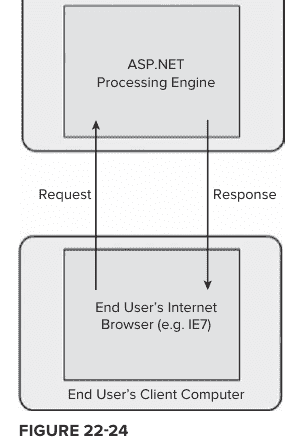 ASP.NET
Processing Engine
Request
Response
End User's Internet
Browser (e.g. IE7)
End User's Client Computer
FIGURE 22-24